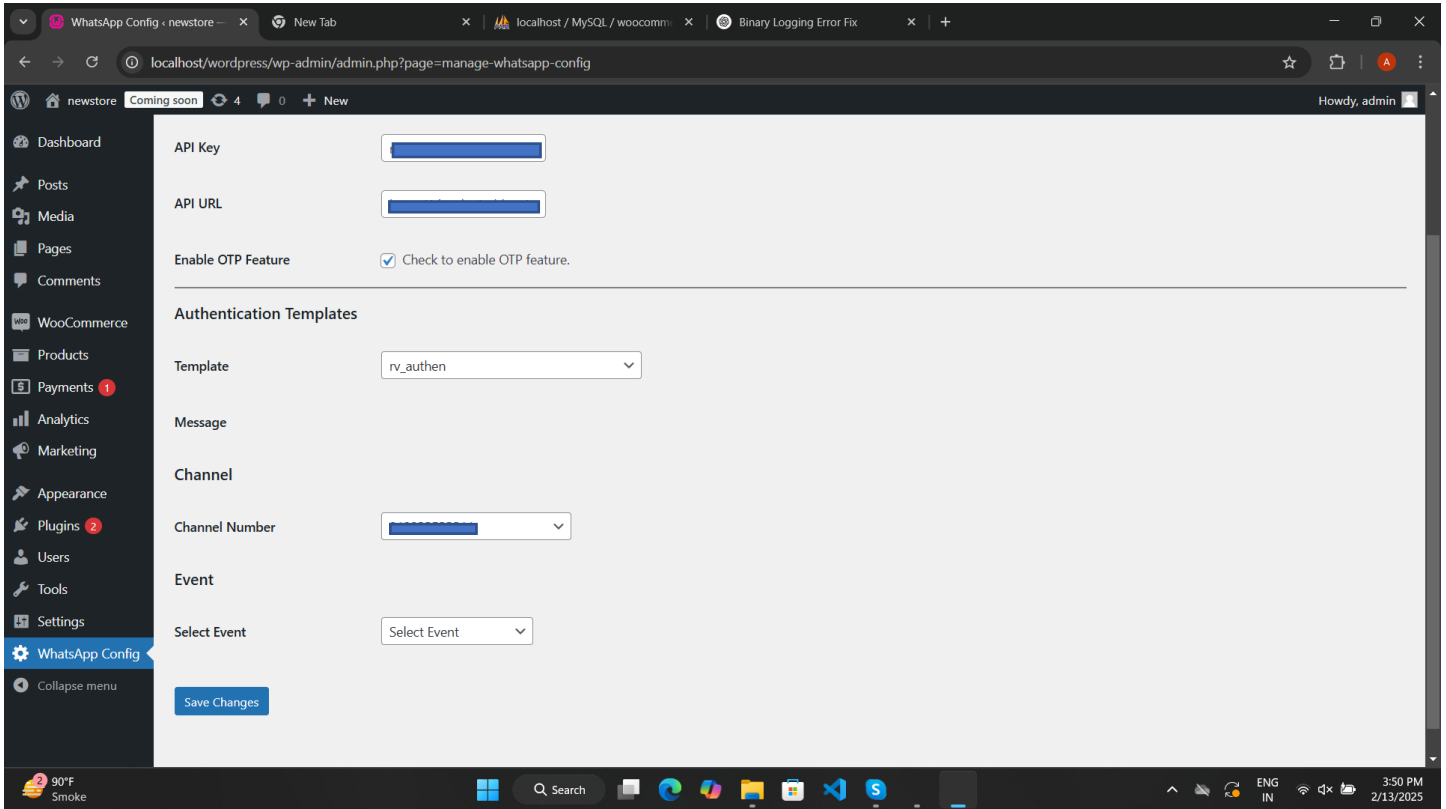 WhatsApp Config ‹ newstore —
New Tab
localhost / MySQL / woocomm
Binary Logging Error Fix
localhost/wordpress/wp-admin/admin.php?page=manage-whatsapp-config
A
newstore Coming soon 4 0 New
Howdy, admin
Dashboard
Posts
Media
Pages
Comments
Woo WooCommerce
Products
Payments 1
Analytics
Marketing
Appearance
Plugins 2
Users
Tools
Settings
WhatsApp Config
Collapse menu
API Key
API URL
Enable OTP Feature
Check to enable OTP feature.
Authentication Templates
Template
rv_authen
Message
Channel
Channel Number
Event
Select Event
Select Event
Save Changes
2
90°F
Smoke
Search
S
ENG
IN
3:50 PM
2/13/2025